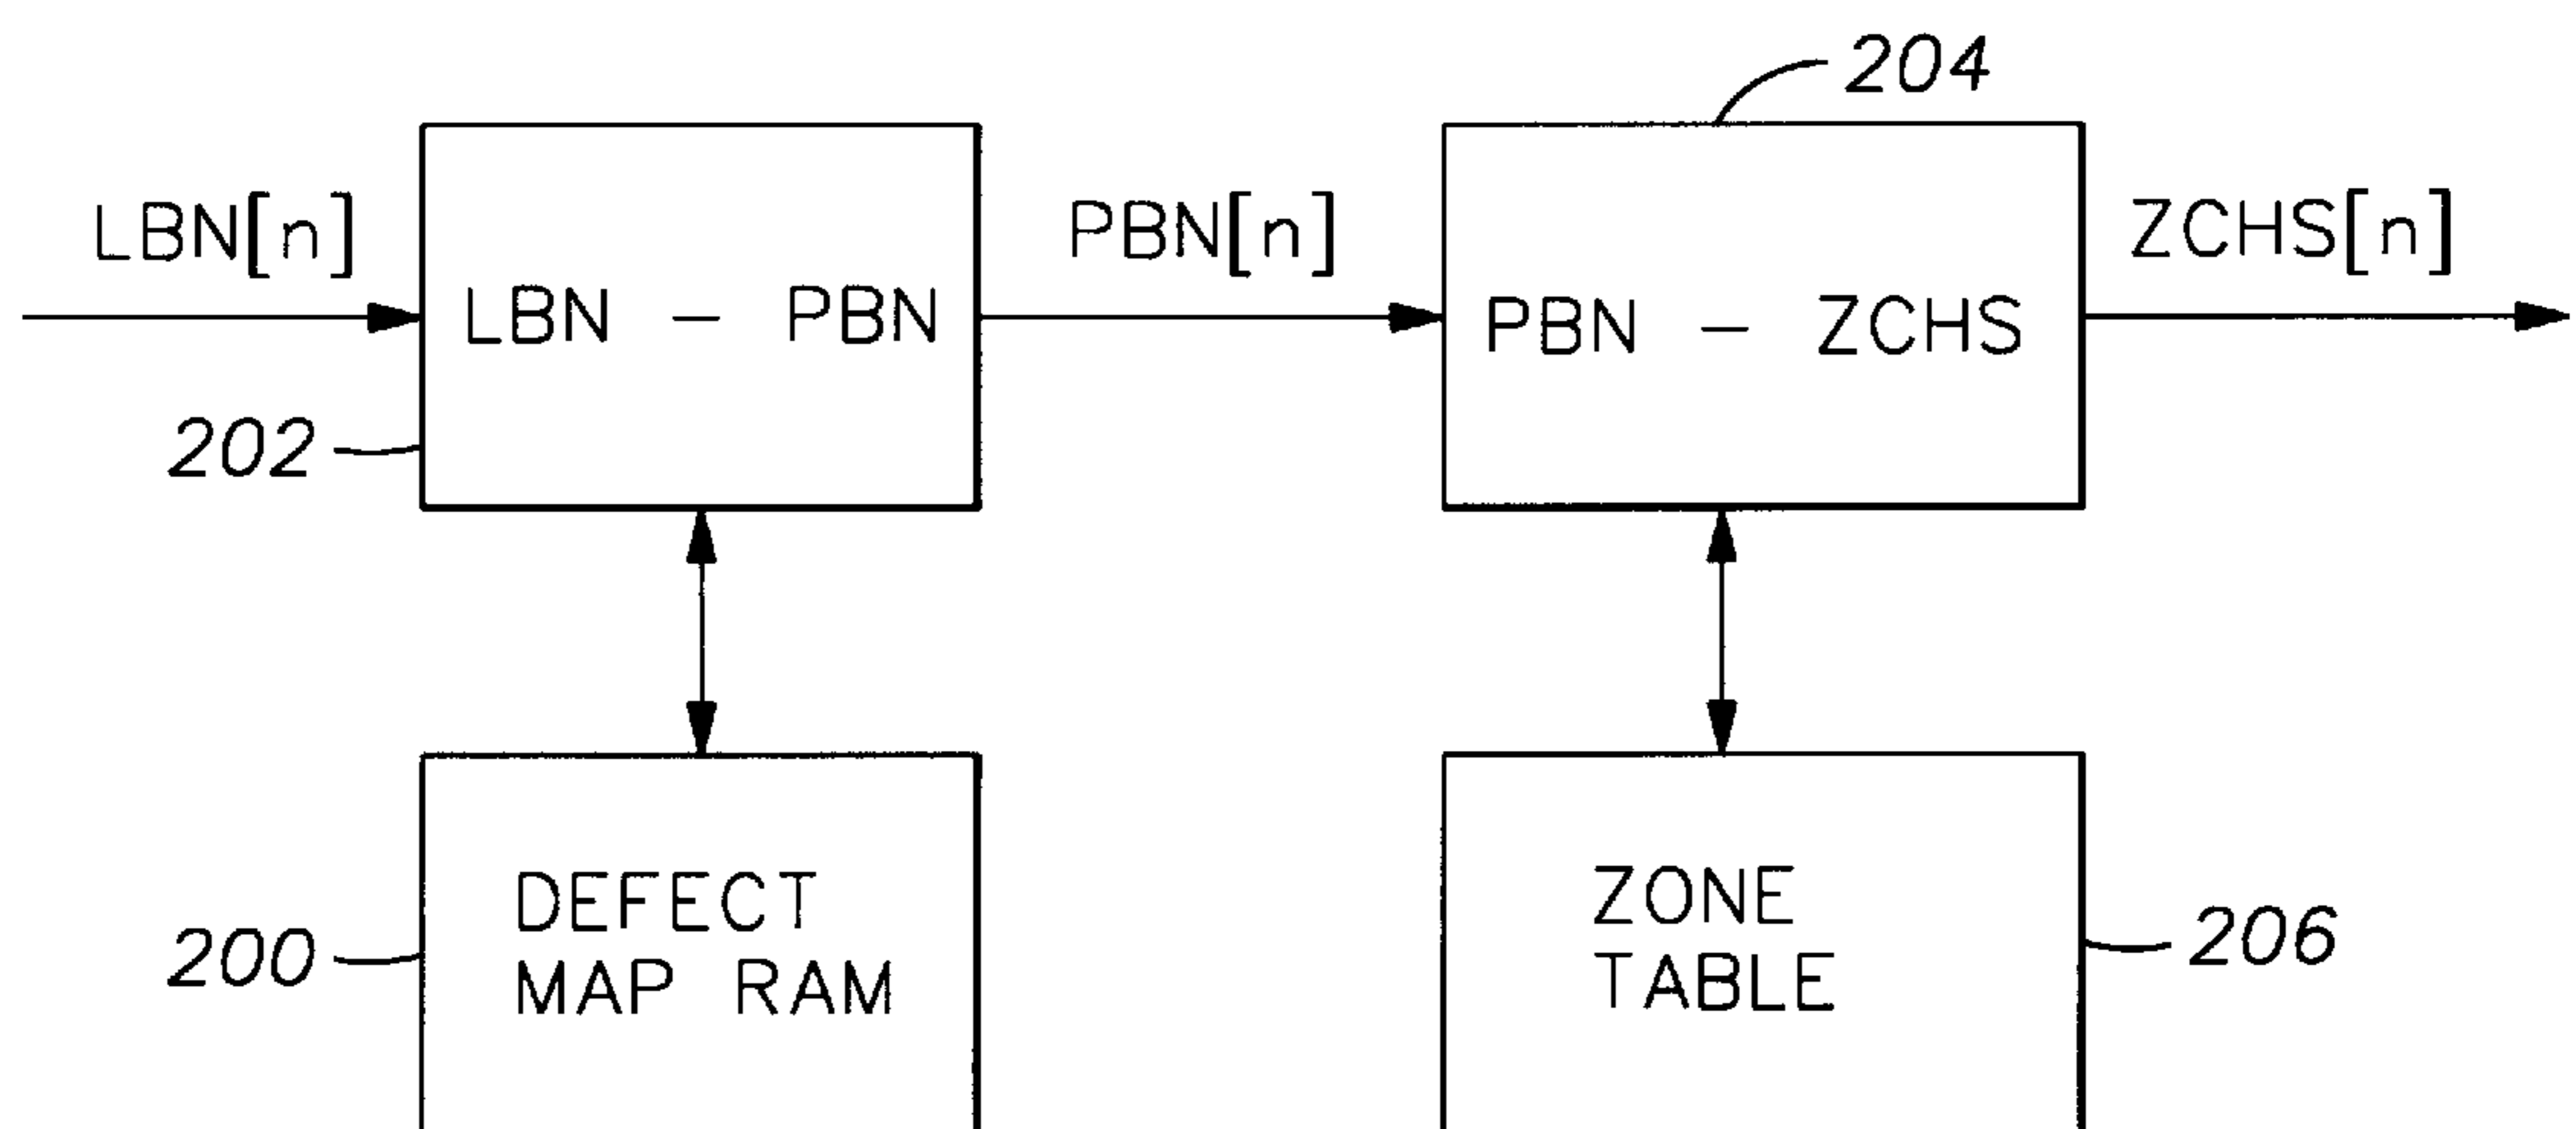 204
LBN[n]
PBN[n]
ZCHS[n]
LBN - PBN
PBN - ZCHS
202
DEFECT
MAP RAM
200
ZONE
TABLE
206